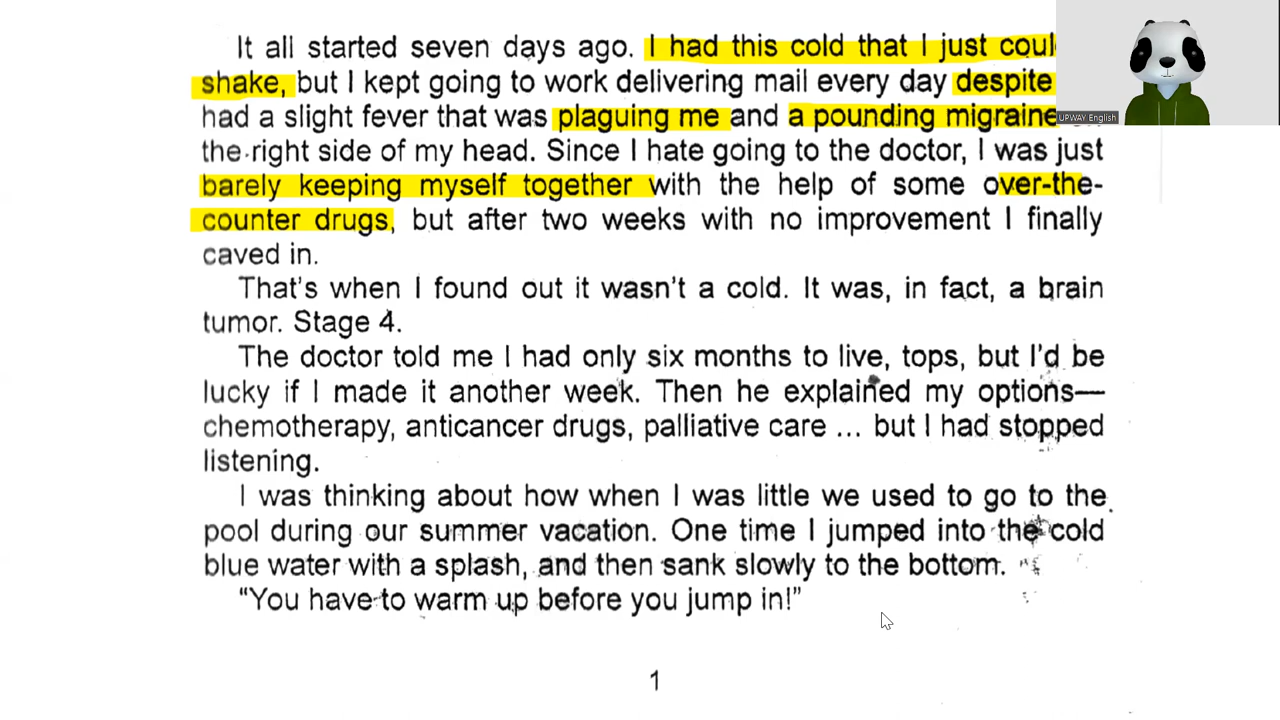 It all started seven days ago. I had this cold that I just coul
shake, but I kept going to work delivering mail every day despite
had a slight fever that was plaguing me and a pounding migraine
the right side of my head. Since I hate going to the doctor, I was just
barely keeping myself together with the help of some over-the-
counter drugs, but after two weeks with no improvement I finally
caved in.
That's when I found out it wasn't a cold. It was, in fact, a brain
tumor. Stage 4.
The doctor told me I had only six months to live, tops, but I'd be
lucky if I made it another week. Then he explained my options—
chemotherapy, anticancer drugs, palliative care ... but I had stopped
listening.
I was thinking about how when I was little we used to go to the
pool during our summer vacation. One time I jumped into the cold
blue water with a splash, and then sank slowly to the bottom.
“You have to warm up before you jump in!”
1
UPWAY English